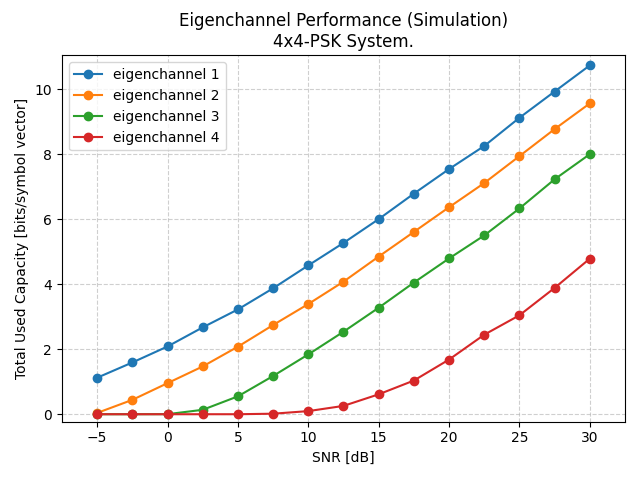 Eigenchannel Performance (Simulation)
4x4-PSK System.
eigenchannel 1
eigenchannel 2
eigenchannel 3
eigenchannel 4
Total Used Capacity [bits/symbol vector]
10
8
6
4
2
0
−5 0 5 10 15 20 25 30
SNR [dB]